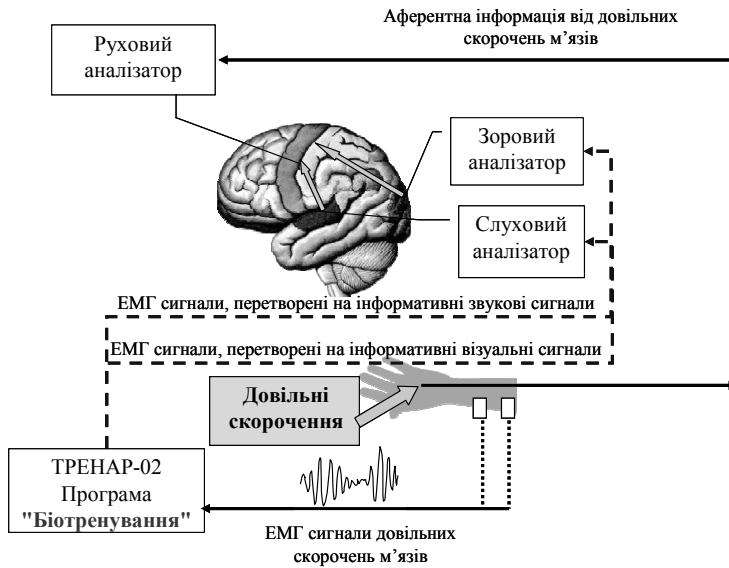 Аферентна інформація від довільних
скорочень м’язів
Руховий
аналізатор
Зоровий
аналізатор
Слуховий
аналізатор
ЕМГ сигнали, перетворені на інформативні звукові сигнали
ЕМГ сигнали, перетворені на інформативні візуальні сигнали
Довільні
скорочення
ТРЕНАР-02
Програма
"Біотренування"
ЕМГ сигнали довільних
скорочень м’язів